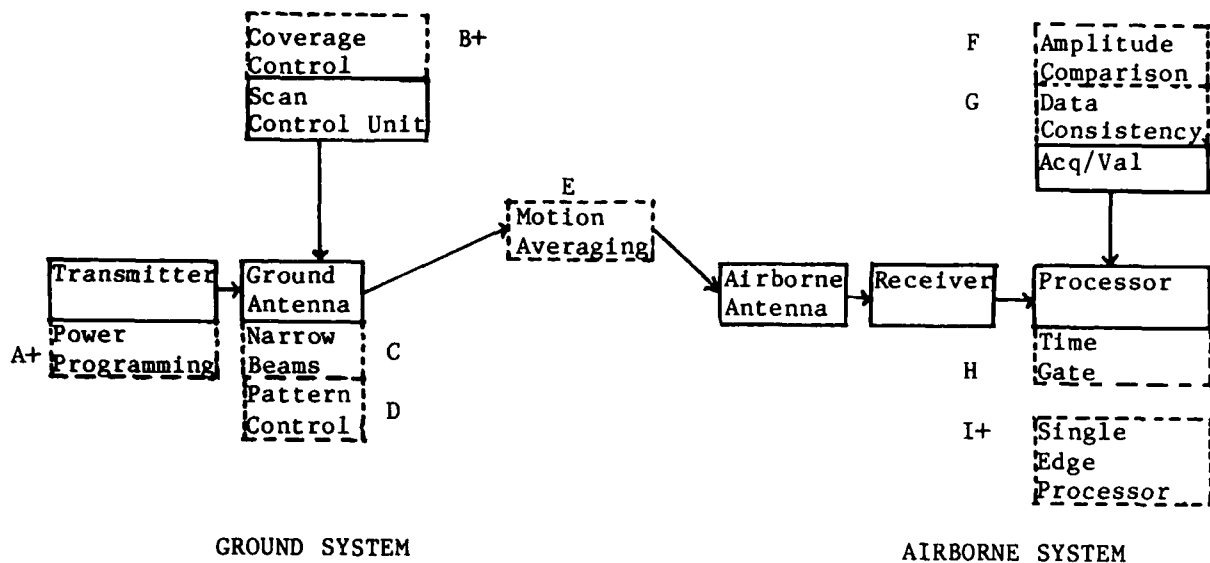 Coverage
Control
B+
Scan
Control Unit
F
Amplitude
Comparison
G
Data
Consistency
Acq/Val
E
Motion
Averaging
Transmitter
Ground
Antenna
Airborne
Antenna
Receiver
Processor
A+
Power
Programming
Narrow
Beams
C
Pattern
Control
D
H
Time
Gate
I+
Single
Edge
Processor
GROUND SYSTEM
AIRBORNE SYSTEM